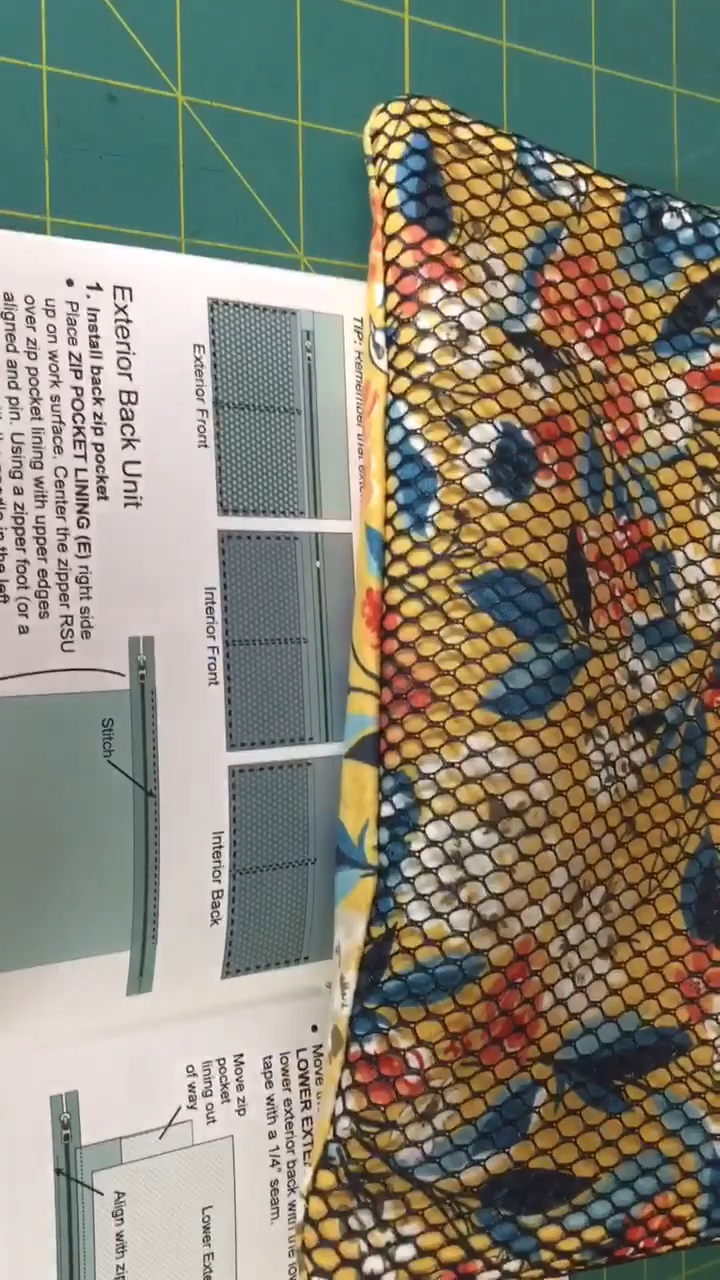 TIP: Remember that
Exterior Front
Interior Front
Interior Back
Exterior Back Unit
1. Install back zip pocket
• Place ZIP POCKET LINING (E) right side
up on work surface. Center the zipper RSU
over zip pocket lining with upper edges
aligned and pin. Using a zipper foot (or a
in the left
Stitch
• Move
LOWER
lower exterior back with the
tape with a 1/4" seam.
Move zip
pocket
lining out
of way
Lower
Align with